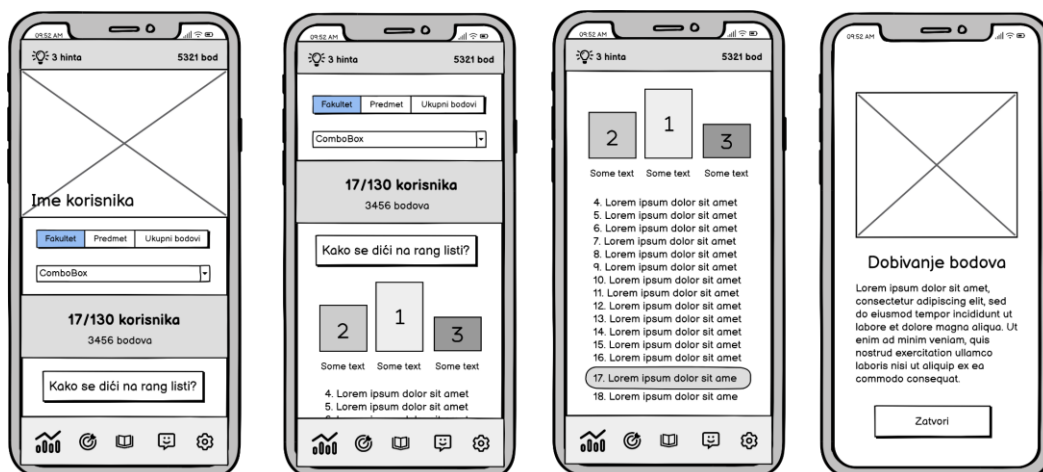 09:52 AM
3 hinta 5321 bod
Ime korisnika
Fakultet Predmet Ukupni bodovi
ComboBox
17/130 korisnika
3456 bodova
Kako se dići na rang listi?
09:52 AM
3 hinta 5321 bod
Fakultet Predmet Ukupni bodovi
ComboBox
17/130 korisnika
3456 bodova
Kako se dići na rang listi?
2 1 3
Some text Some text Some text
4. Lorem ipsum dolor sit amet
5. Lorem ipsum dolor sit amet
09:52 AM
3 hinta 5321 bod
2 1 3
Some text Some text Some text
4. Lorem ipsum dolor sit amet
5. Lorem ipsum dolor sit amet
6. Lorem ipsum dolor sit amet
7. Lorem ipsum dolor sit amet
8. Lorem ipsum dolor sit amet
9. Lorem ipsum dolor sit amet
10. Lorem ipsum dolor sit amet
11. Lorem ipsum dolor sit amet
12. Lorem ipsum dolor sit amet
13. Lorem ipsum dolor sit amet
14. Lorem ipsum dolor sit amet
15. Lorem ipsum dolor sit amet
16. Lorem ipsum dolor sit amet
17. Lorem ipsum dolor sit ame
18. Lorem ipsum dolor sit ame
09:52 AM
Dobivanje bodova
Lorem ipsum dolor sit amet,
consectetur adipiscing elit, sed
do eiusmod tempor incididunt ut
labore et dolore magna aliqua. Ut
enim ad minim veniam, quis
nostrud exercitation ullamco
laboris nisi ut aliquip ex ea
commodo consequat.
Zatvori